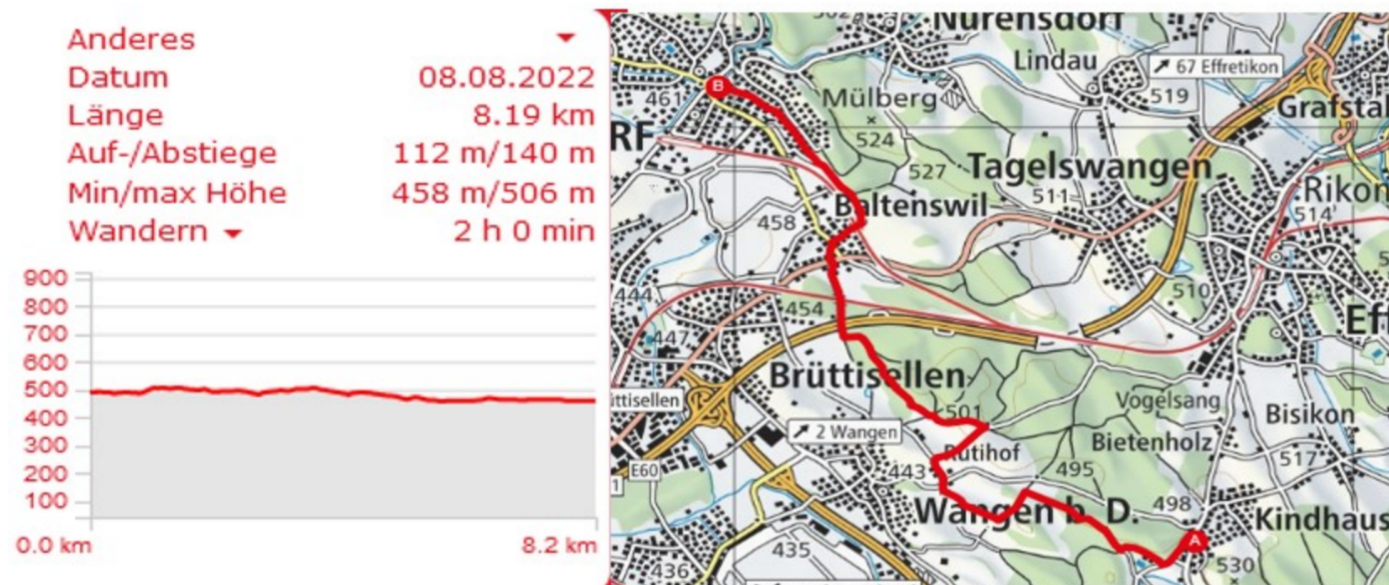 Anderes
Datum 08.08.2022
Länge 8.19 km
Auf-/Abstiege 112 m/140 m
Min/max Höhe 458 m/506 m
Wandern 2 h 0 min
900
800
700
600
500
400
300
200
100
0.0 km 8.2 km
Nürensdorf
Lindau
67 Effretikon
B
461
Mülberg
519
Grafstal
RF
524
527
Tagelswangen
Rikon
511
514
Baltenswil
458
510
444
454
447
Eff
Brüttisellen
ittisellen
501
Vogelsang
Bisikon
2 Wangen
Bietenholz
Rütihof
517
E60
443
495
1
498
Wangen b. D.
Kindhaus
A
435
530
436